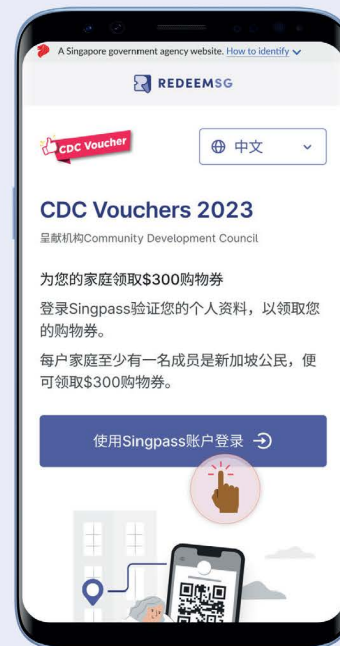 A Singapore government agency website. How to identify
REDEEMSG
CDC Voucher
中文
CDC Vouchers 2023
呈献机构Community Development Council
为您的家庭领取$300购物券
登录Singpass验证您的个人资料，以领取您
的购物券。
每户家庭至少有一名成员是新加坡公民，便
可领取$300购物券。
使用Singpass账户登录